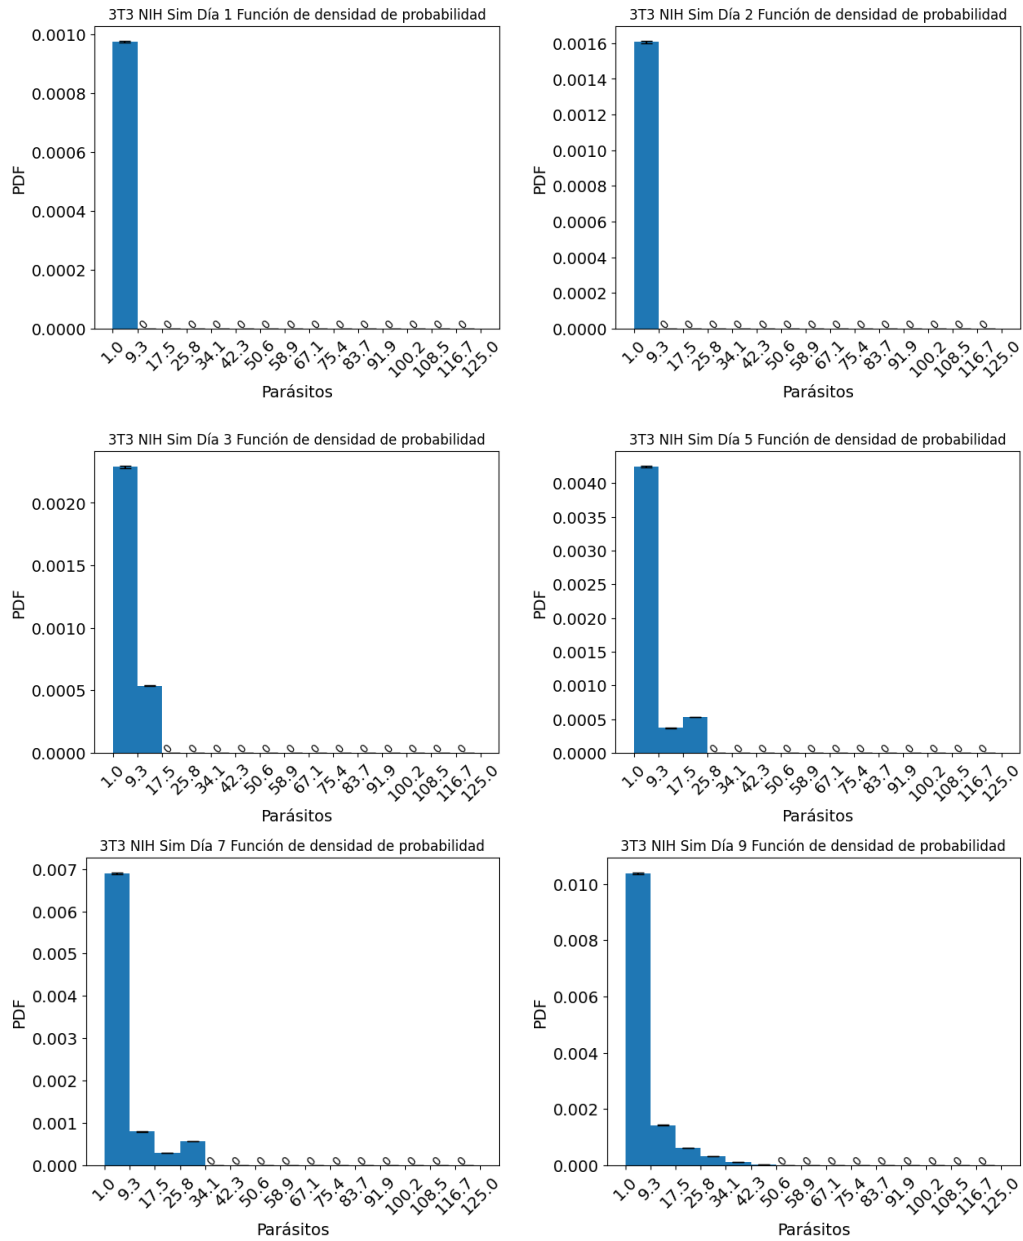 3T3 NIH Sim Día 1 Función de densidad de probabilidad
PDF
0.0010
0.0008
0.0006
0.0004
0.0002
0.0000
0 0 0 0 0 0 0 0 0 0 0 0 0 0
1.0 9.3 17.5 25.8 34.1 42.3 50.6 58.9 67.1 75.4 83.7 91.9 100.2 108.5 116.7 125.0
Parásitos
3T3 NIH Sim Día 2 Función de densidad de probabilidad
PDF
0.0016
0.0014
0.0012
0.0010
0.0008
0.0006
0.0004
0.0002
0.0000
0 0 0 0 0 0 0 0 0 0 0 0 0 0
1.0 9.3 17.5 25.8 34.1 42.3 50.6 58.9 67.1 75.4 83.7 91.9 100.2 108.5 116.7 125.0
Parásitos
3T3 NIH Sim Día 3 Función de densidad de probabilidad
PDF
0.0020
0.0015
0.0010
0.0005
0.0000
0 0 0 0 0 0 0 0 0 0 0 0 0
1.0 9.3 17.5 25.8 34.1 42.3 50.6 58.9 67.1 75.4 83.7 91.9 100.2 108.5 116.7 125.0
Parásitos
3T3 NIH Sim Día 5 Función de densidad de probabilidad
PDF
0.0040
0.0035
0.0030
0.0025
0.0020
0.0015
0.0010
0.0005
0.0000
0 0 0 0 0 0 0 0 0 0 0 0
1.0 9.3 17.5 25.8 34.1 42.3 50.6 58.9 67.1 75.4 83.7 91.9 100.2 108.5 116.7 125.0
Parásitos
3T3 NIH Sim Día 7 Función de densidad de probabilidad
PDF
0.007
0.006
0.005
0.004
0.003
0.002
0.001
0.000
0 0 0 0 0 0 0 0 0 0 0
1.0 9.3 17.5 25.8 34.1 42.3 50.6 58.9 67.1 75.4 83.7 91.9 100.2 108.5 116.7 125.0
Parásitos
3T3 NIH Sim Día 9 Función de densidad de probabilidad
PDF
0.010
0.008
0.006
0.004
0.002
0.000
0 0 0 0 0 0 0 0 0
1.0 9.3 17.5 25.8 34.1 42.3 50.6 58.9 67.1 75.4 83.7 91.9 100.2 108.5 116.7 125.0
Parásitos